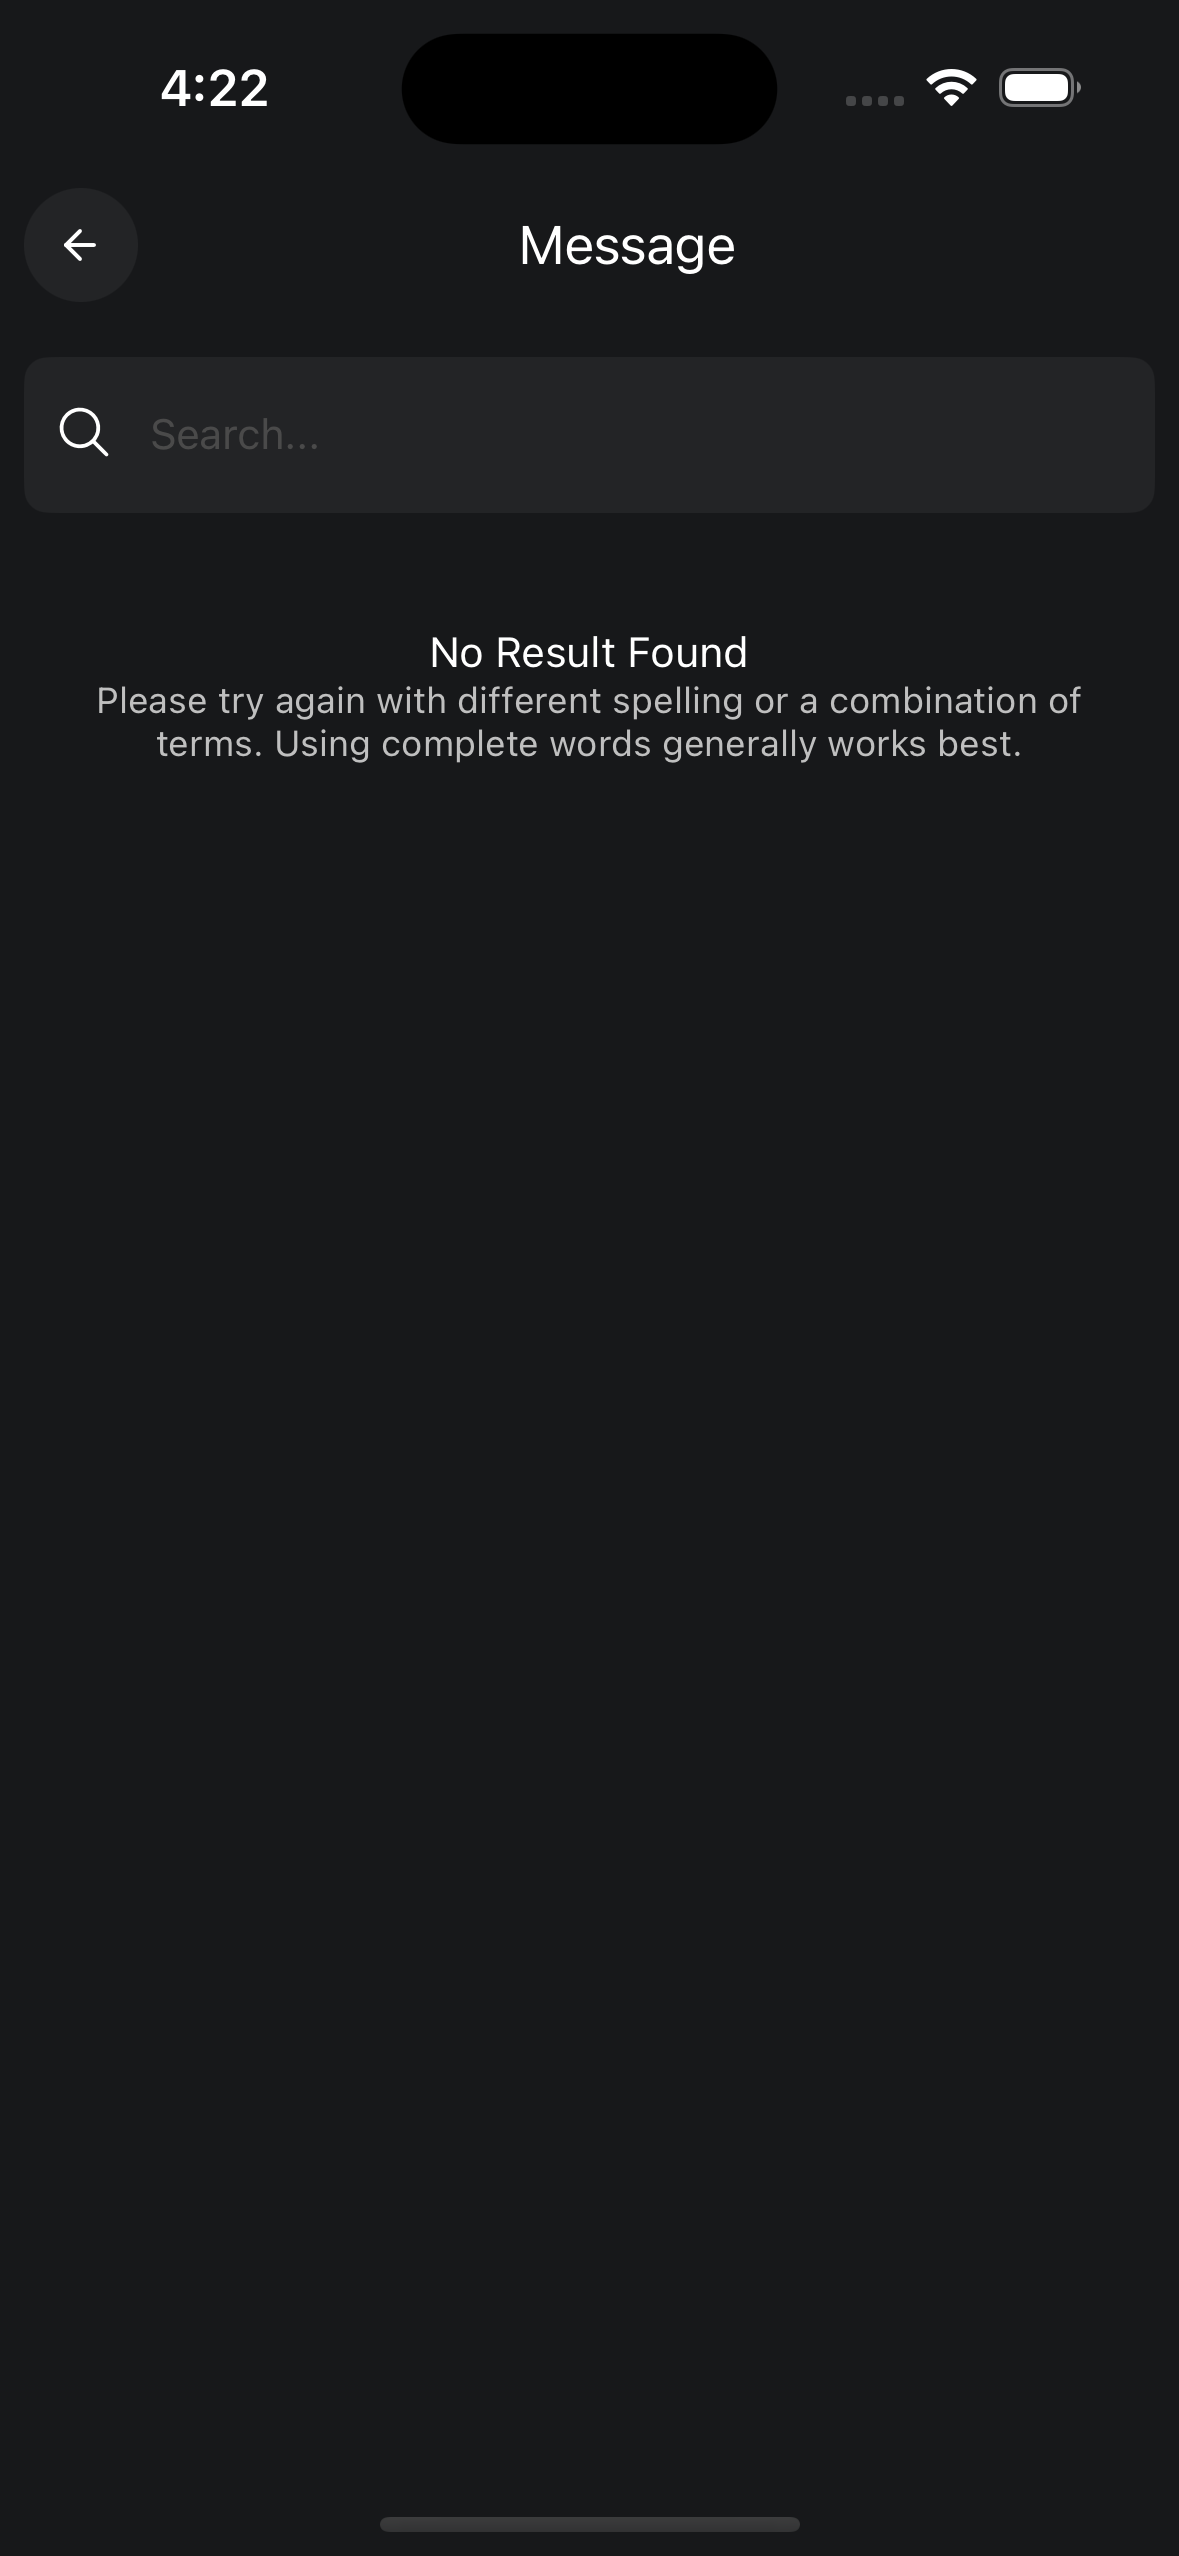 4:22
Message
Search...
No Result Found
Please try again with different spelling or a combination of
terms. Using complete words generally works best.